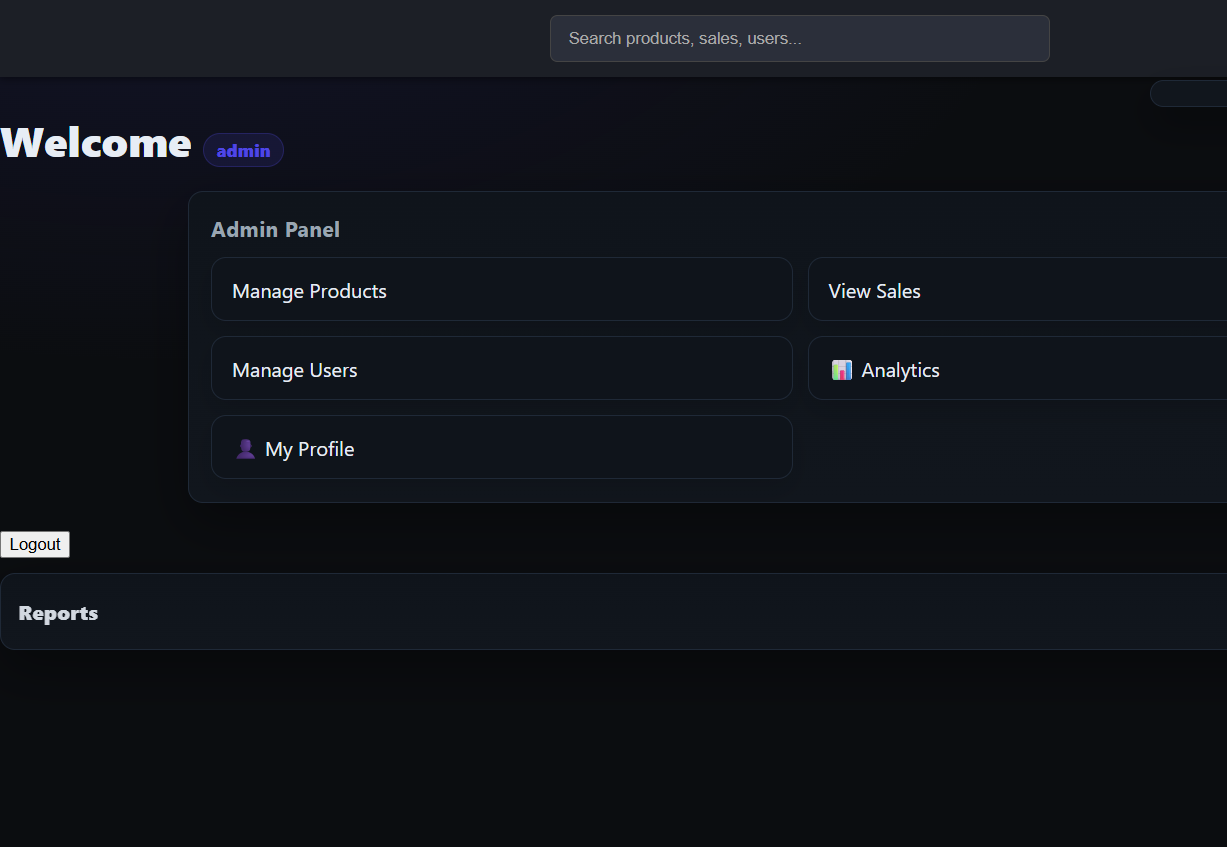 Search products, sales, users...
Welcome admin
Admin Panel
Manage Products
View Sales
Manage Users
Analytics
My Profile
Logout
Reports